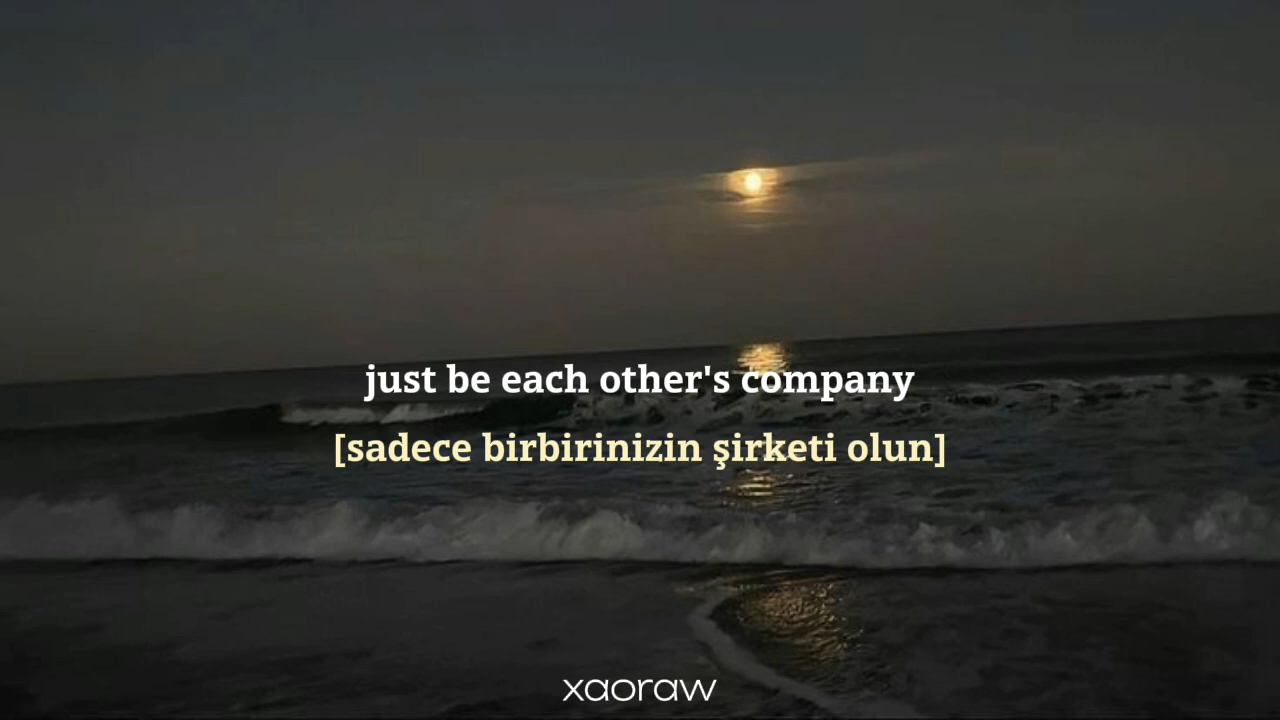 just be each other's company
[sadece birbirinizin şirketi olun]
xaoraw